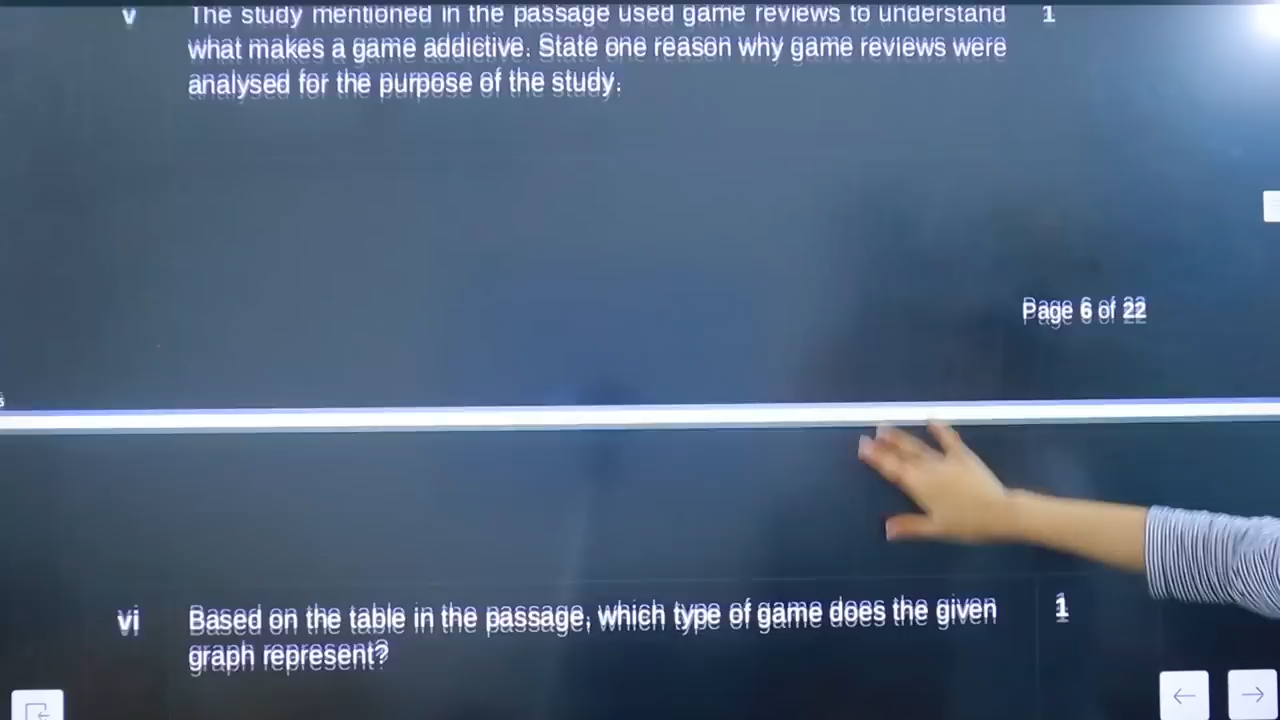 v The study mentioned in the passage used game reviews to understand 1
what makes a game addictive. State one reason why game reviews were
analysed for the purpose of the study.
Page 6 of 22
vi Based on the table in the passage, which type of game does the given 1
graph represent?